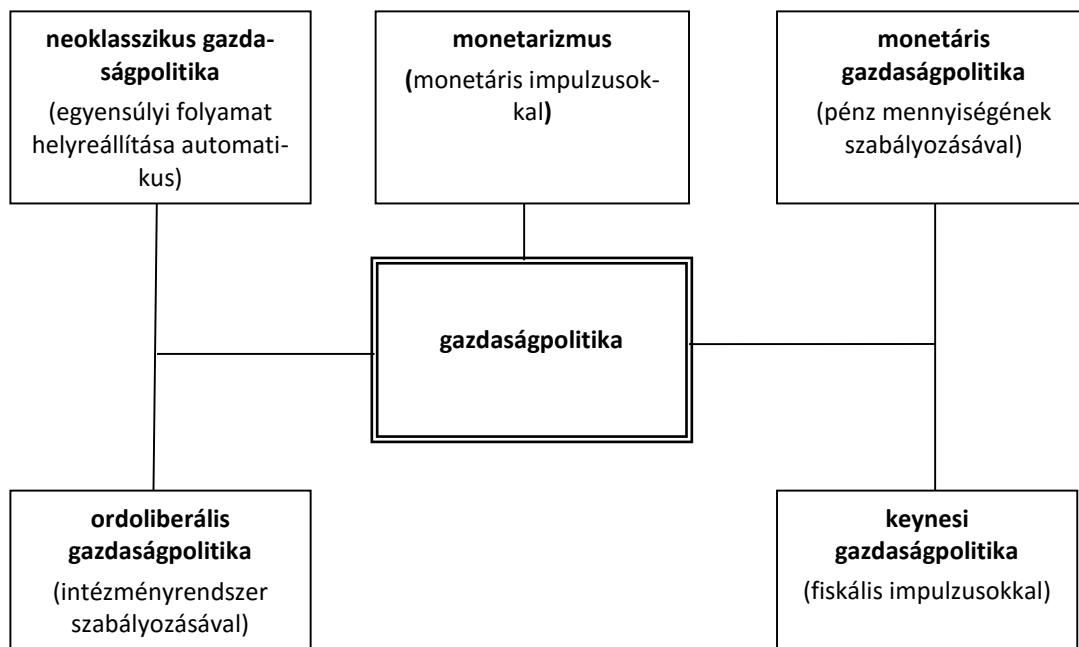 neoklasszikus gazda-
ságpolitika
(egyensúlyi folyamat
helyreállítása automati-
kus)
monetarizmus
(monetáris impulzusok-
kal)
monetáris
gazdaságpolitika
(pénz mennyiségének
szabályozásával)
gazdaságpolitika
ordoliberális
gazdaságpolitika
(intézményrendszer
szabályozásával)
keynesi
gazdaságpolitika
(fiskális impulzusokkal)